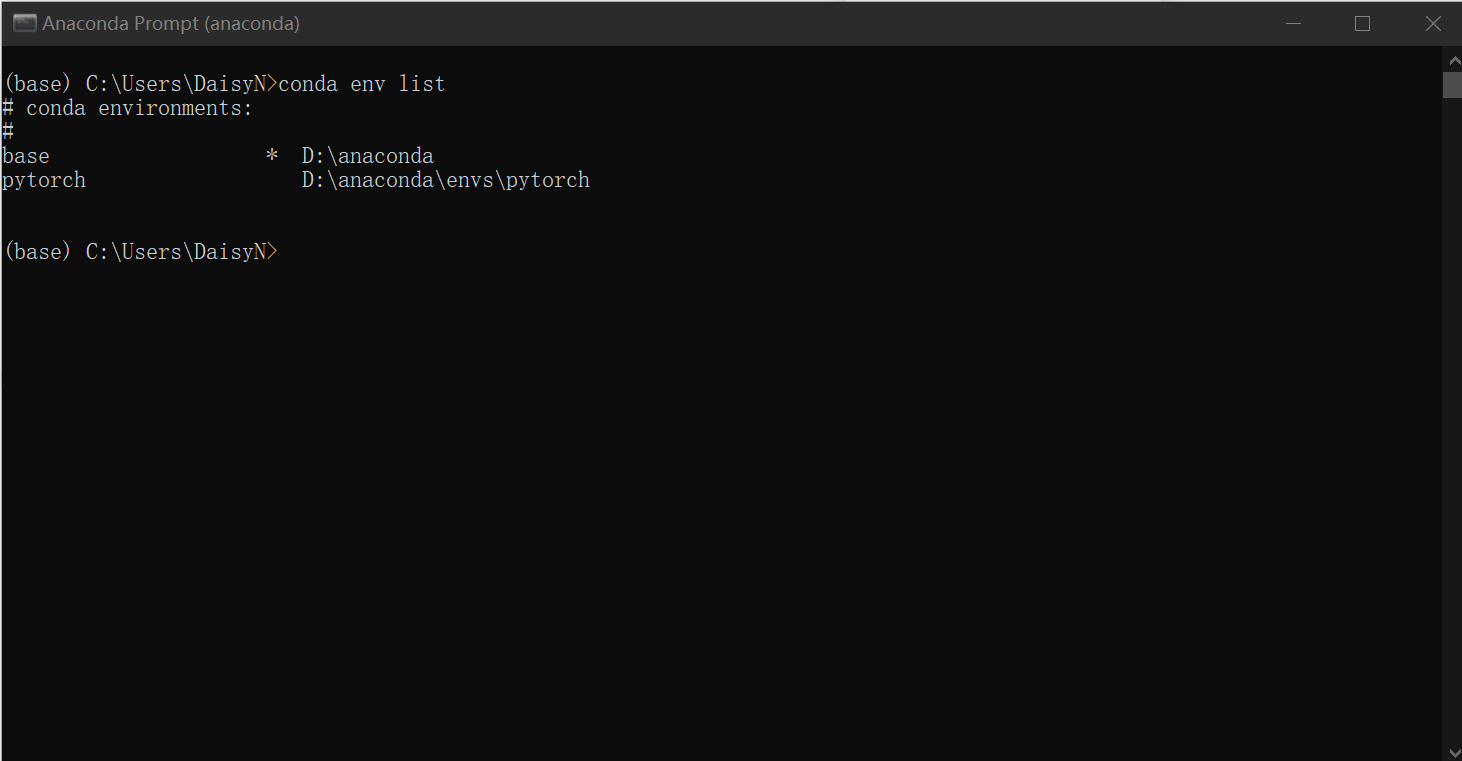 Anaconda Prompt (anaconda)
(base) C:\Users\DaisyN>conda env list
# conda environments:
#
base                  *  D:\anaconda
pytorch                  D:\anaconda\envs\pytorch
(base) C:\Users\DaisyN>